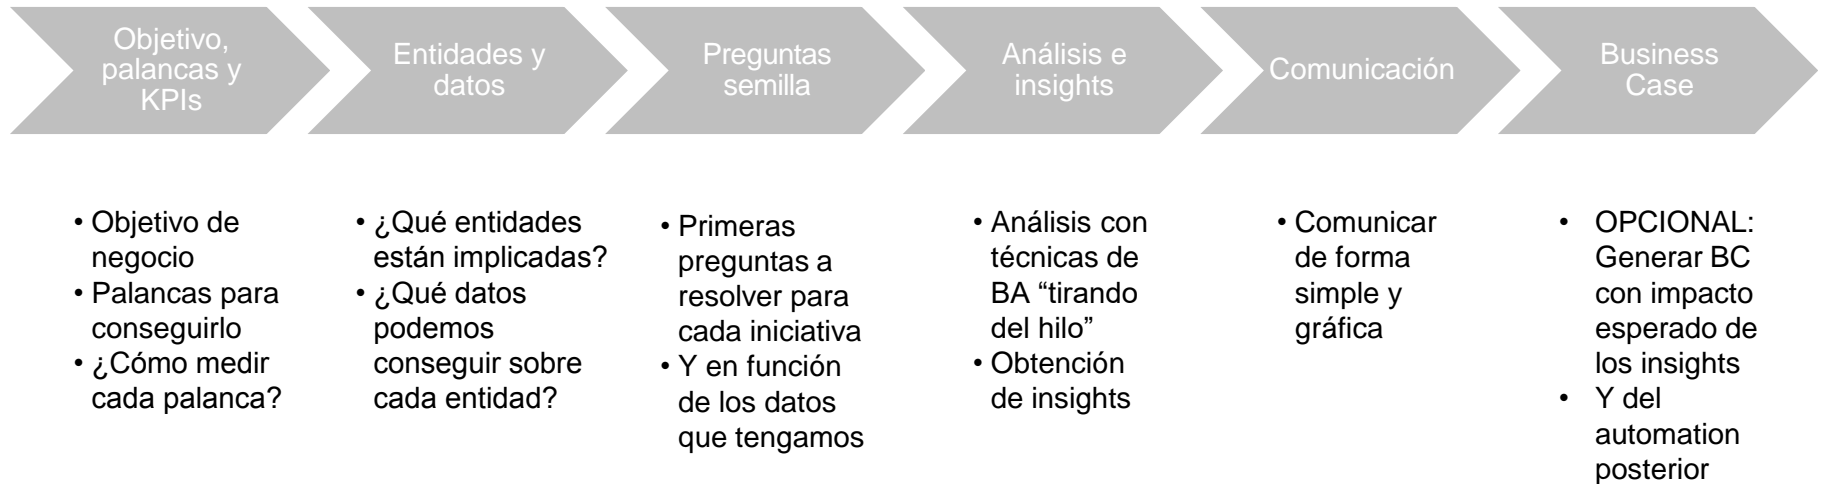 Objetivo,
palancas y
KPIs
Entidades y
datos
Preguntas
semilla
Análisis e
insights
Comunicación
Business
Case
• Objetivo de
negocio
• Palancas para
conseguirlo
• ¿Cómo medir
cada palanca?
• ¿Qué entidades
están implicadas?
• ¿Qué datos
podemos
conseguir sobre
cada entidad?
• Primeras
preguntas a
resolver para
cada iniciativa
• Y en función
de los datos
que tengamos
• Análisis con
técnicas de
BA “tirando
del hilo”
• Obtención
de insights
• Comunicar
de forma
simple y
gráfica
• OPCIONAL:
Generar BC
con impacto
esperado de
los insights
• Y del
automation
posterior